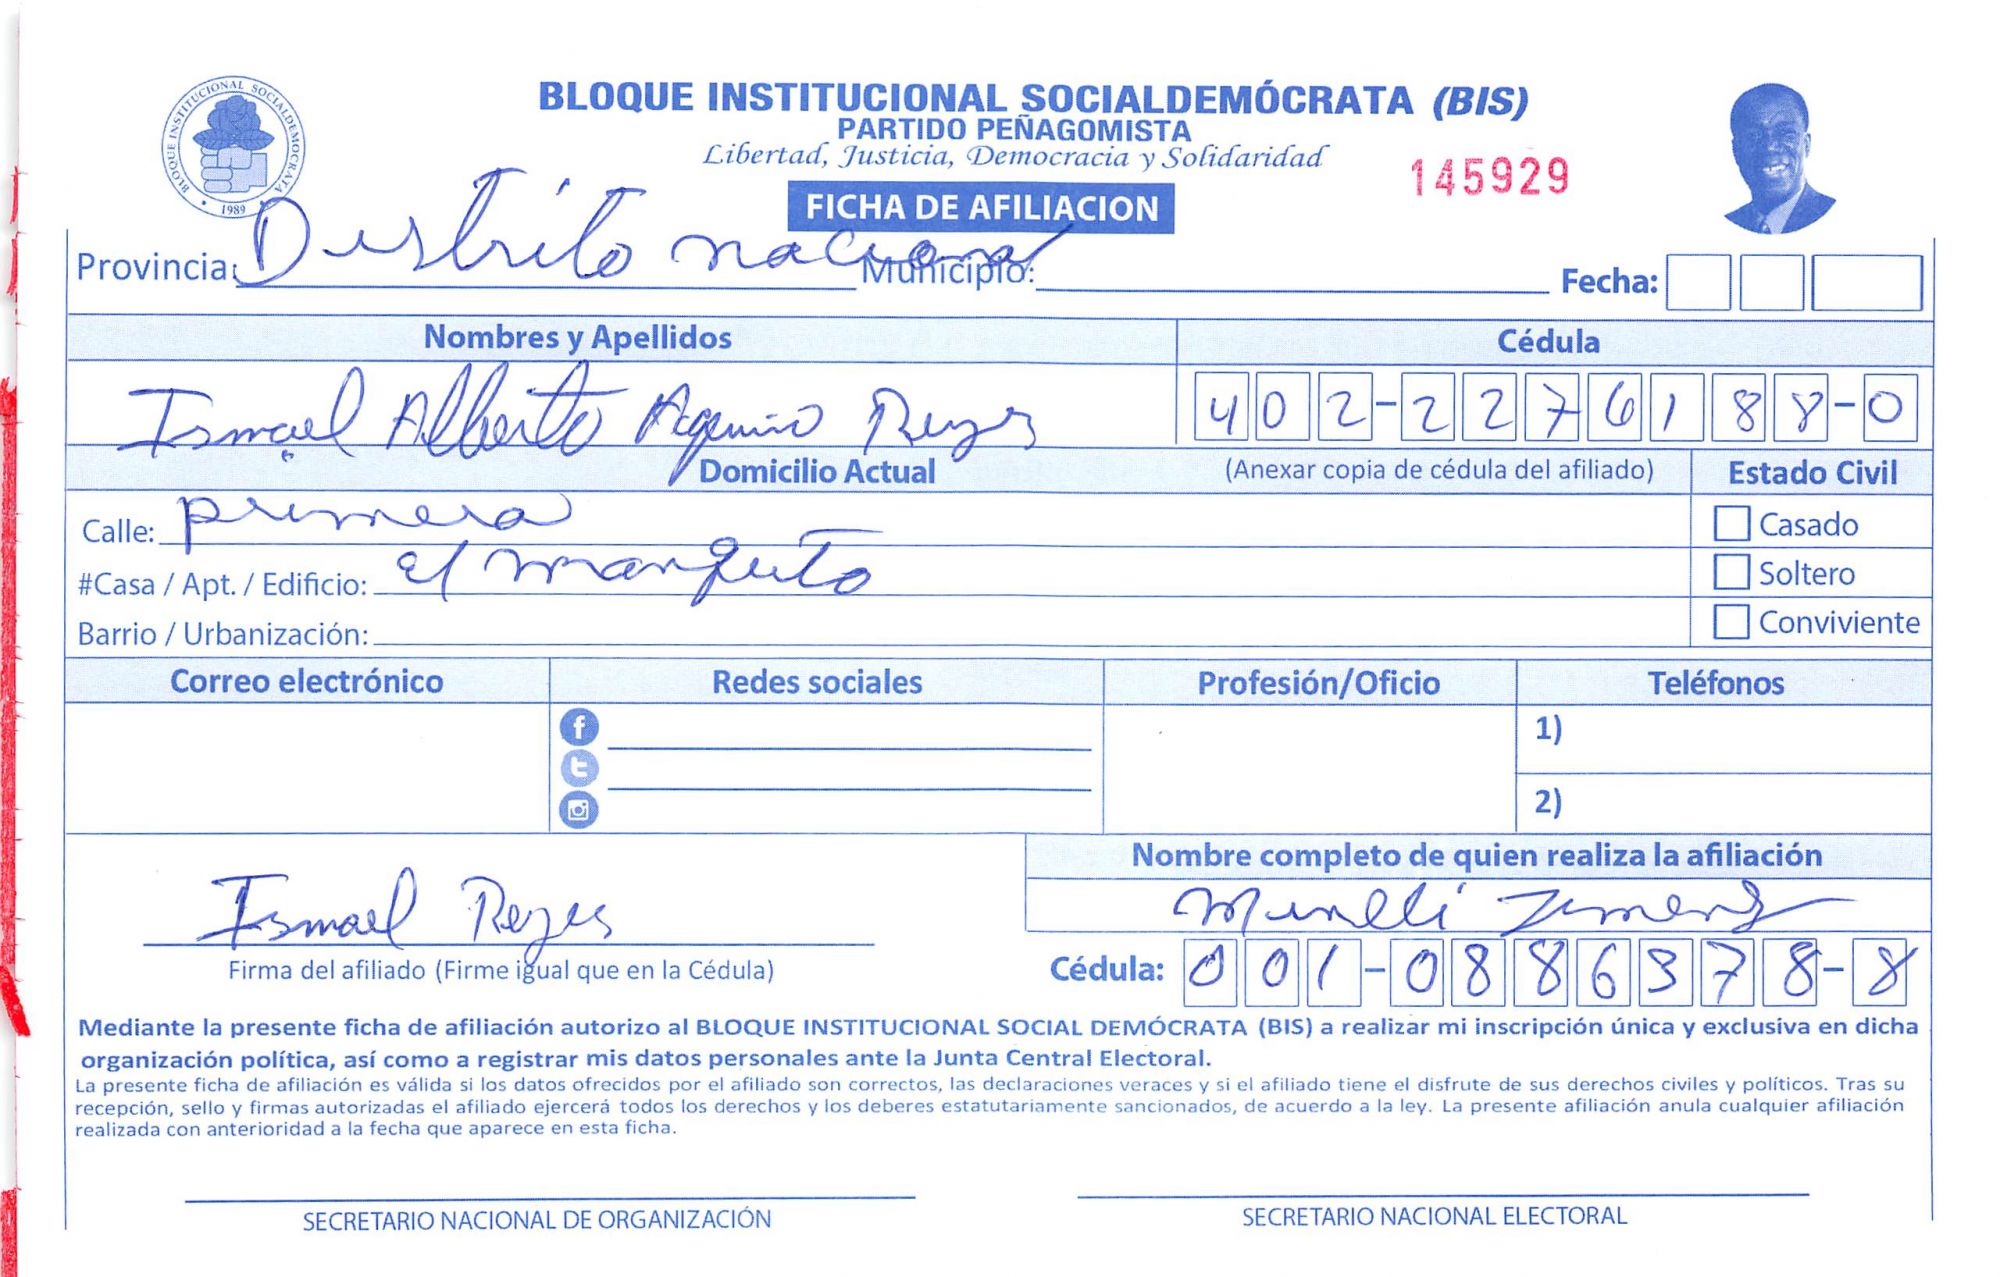 BLOQUE INSTITUCIONAL SOCIALDEMÓCRATA (BIS)
PARTIDO PEÑAGOMISTA
Libertad, Justicia, Democracia y Solidaridad
145929
BLOQUE INSTITUCIONAL SOCIALDEMOCRATA
1989
FICHA DE AFILIACION
Provincia: Distrito nacional Municipio: Fecha:
Nombres y Apellidos Cédula
Ismael Alberto Reyes 402-2276188-0
Domicilio Actual (Anexar copia de cédula del afiliado) Estado Civil
Calle: primera Casado
#Casa / Apt. / Edificio: el manguito Soltero
Barrio / Urbanización: Conviviente
Correo electrónico Redes sociales Profesión/Oficio Teléfonos
1)
2)
Nombre completo de quien realiza la afiliación
Ismael Reyes
Firma del afiliado (Firme igual que en la Cédula) Cédula: 001-0886378-8
Mediante la presente ficha de afiliación autorizo al BLOQUE INSTITUCIONAL SOCIAL DEMÓCRATA (BIS) a realizar mi inscripción única y exclusiva en dicha
organización política, así como a registrar mis datos personales ante la Junta Central Electoral.
La presente ficha de afiliación es válida si los datos ofrecidos por el afiliado son correctos, las declaraciones veraces y si el afiliado tiene el disfrute de sus derechos civiles y políticos. Tras su
recepción, sello y firmas autorizadas el afiliado ejercerá todos los derechos y los deberes estatutariamente sancionados, de acuerdo a la ley. La presente afiliación anula cualquier afiliación
realizada con anterioridad a la fecha que aparece en esta ficha.
SECRETARIO NACIONAL DE ORGANIZACIÓN SECRETARIO NACIONAL ELECTORAL